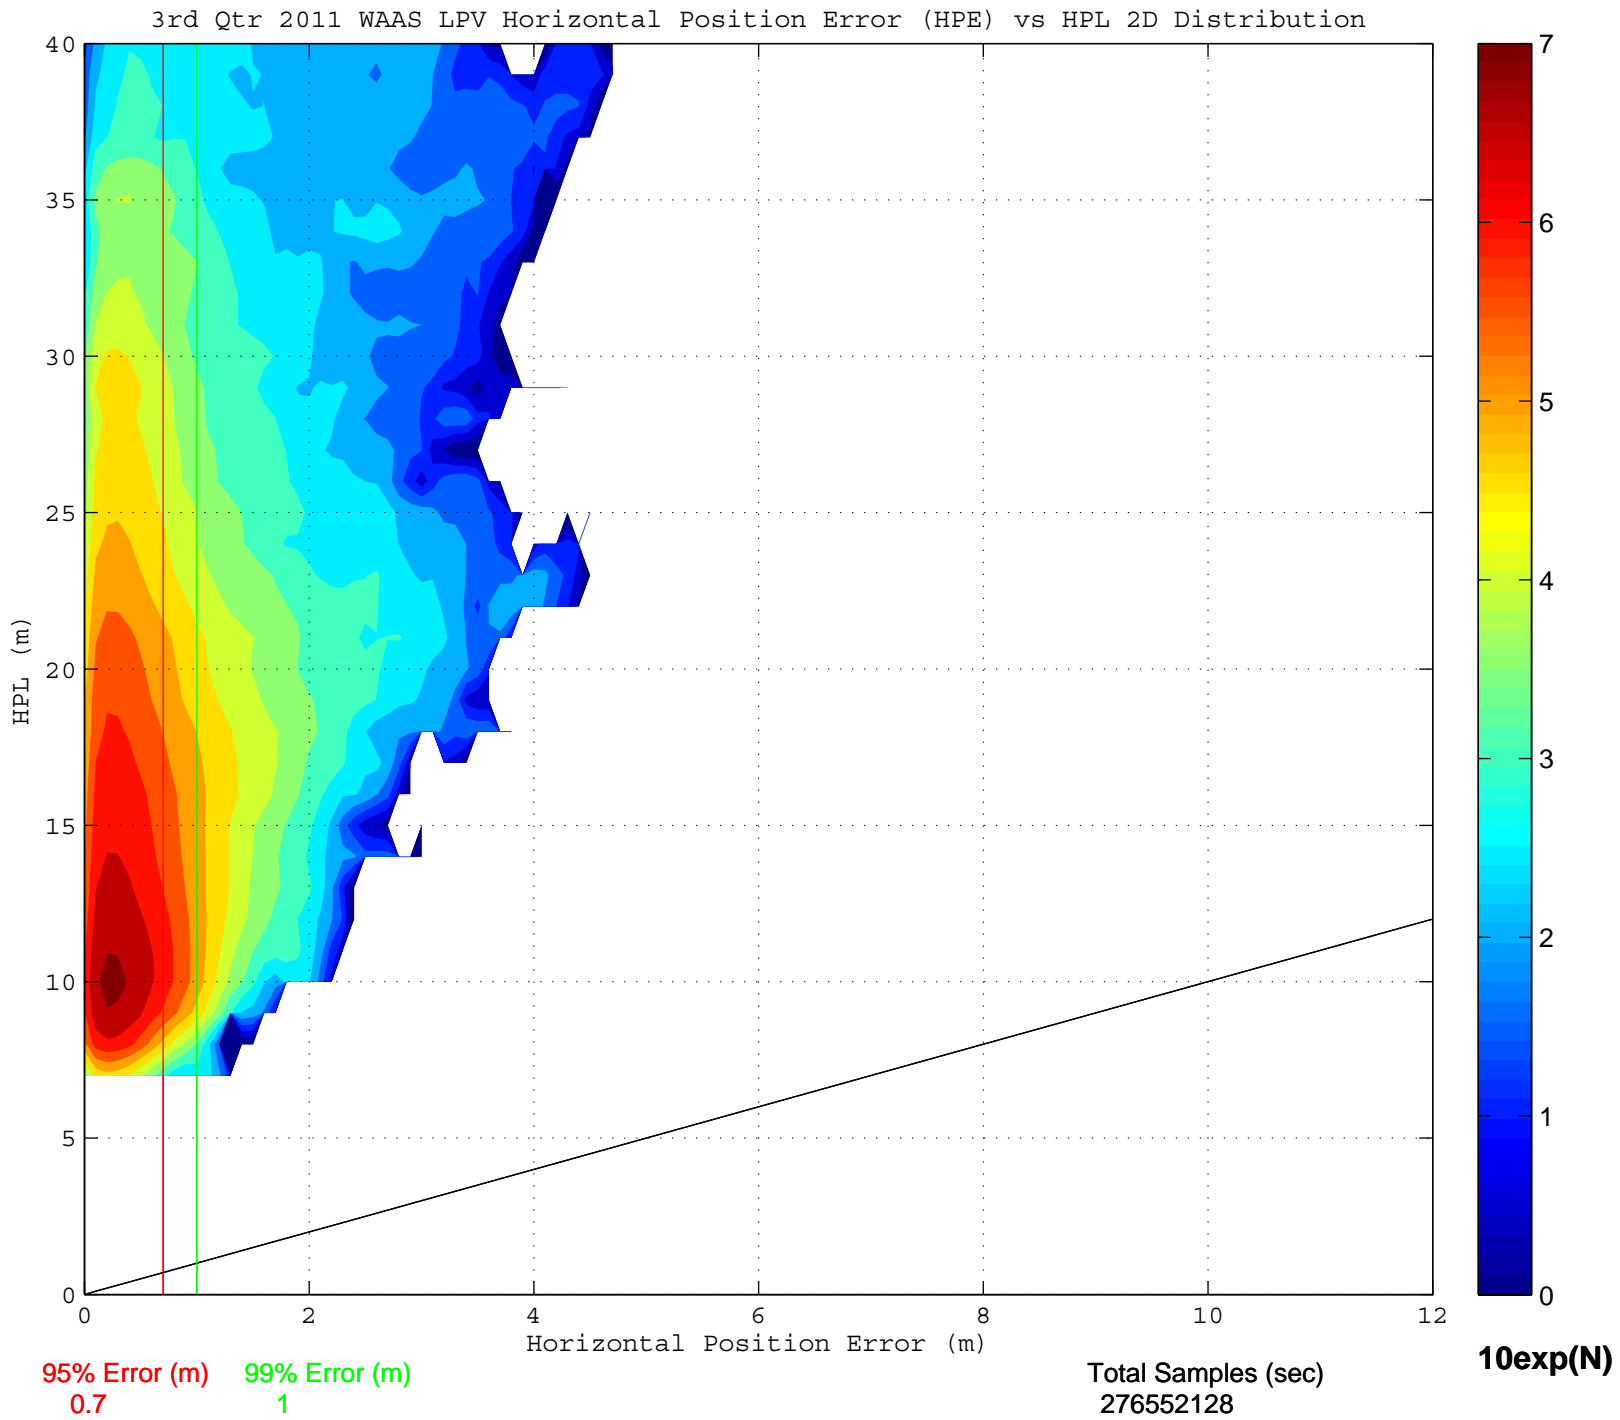 3rd Qtr 2011 WAAS LPV Horizontal Position Error (HPE) vs HPL 2D Distribution
40
35
30
25
20
15
10
5
0
HPL (m)
0 2 4 6 8 10 12
Horizontal Position Error (m)
7
6
5
4
3
2
1
0
10exp(N)
95% Error (m) 99% Error (m) Total Samples (sec)
0.7 1 276552128